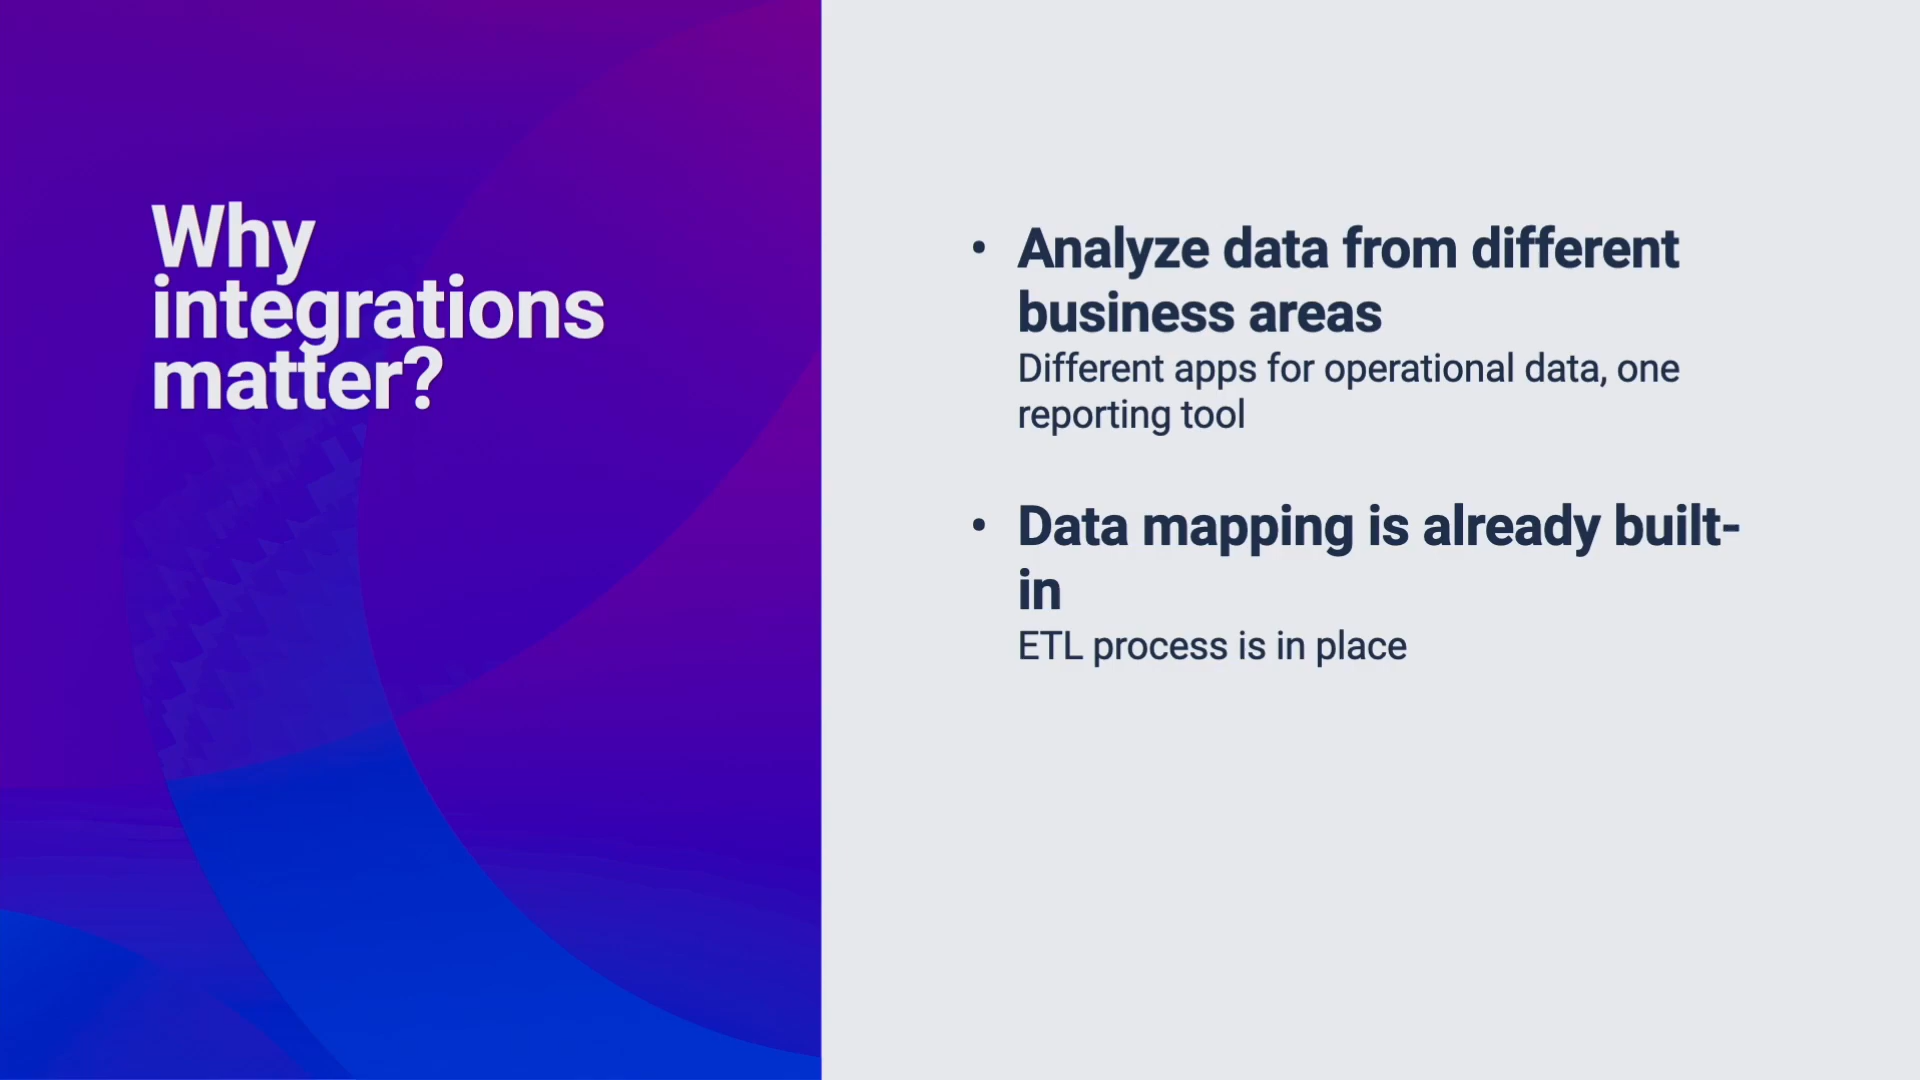 Why
integrations
matter?
• Analyze data from different
business areas
Different apps for operational data, one
reporting tool
• Data mapping is already built-
in
ETL process is in place